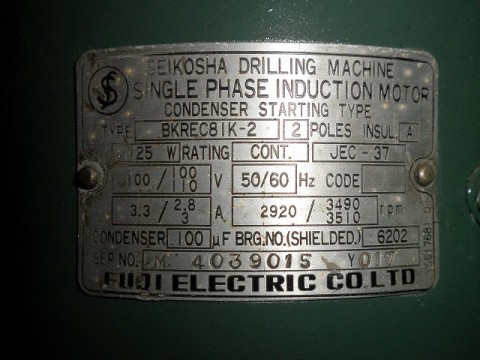 SEIKOSHA DRILLING MACHINE
SINGLE PHASE INDUCTION MOTOR
CONDENSER STARTING TYPE
TYPE BKREC81K-2 2 POLES INSUL. A
125 W RATING CONT. JEC-37
100 / 100 110 V 50/60 Hz CODE
3.3 / 2.8 3 A. 2920 / 3490 3510 rpm
CONDENSER 100 µF BRG.NO.(SHIELDED.) 6202
SER NO. M 4039015 Y017
FUJI ELECTRIC CO.LTD